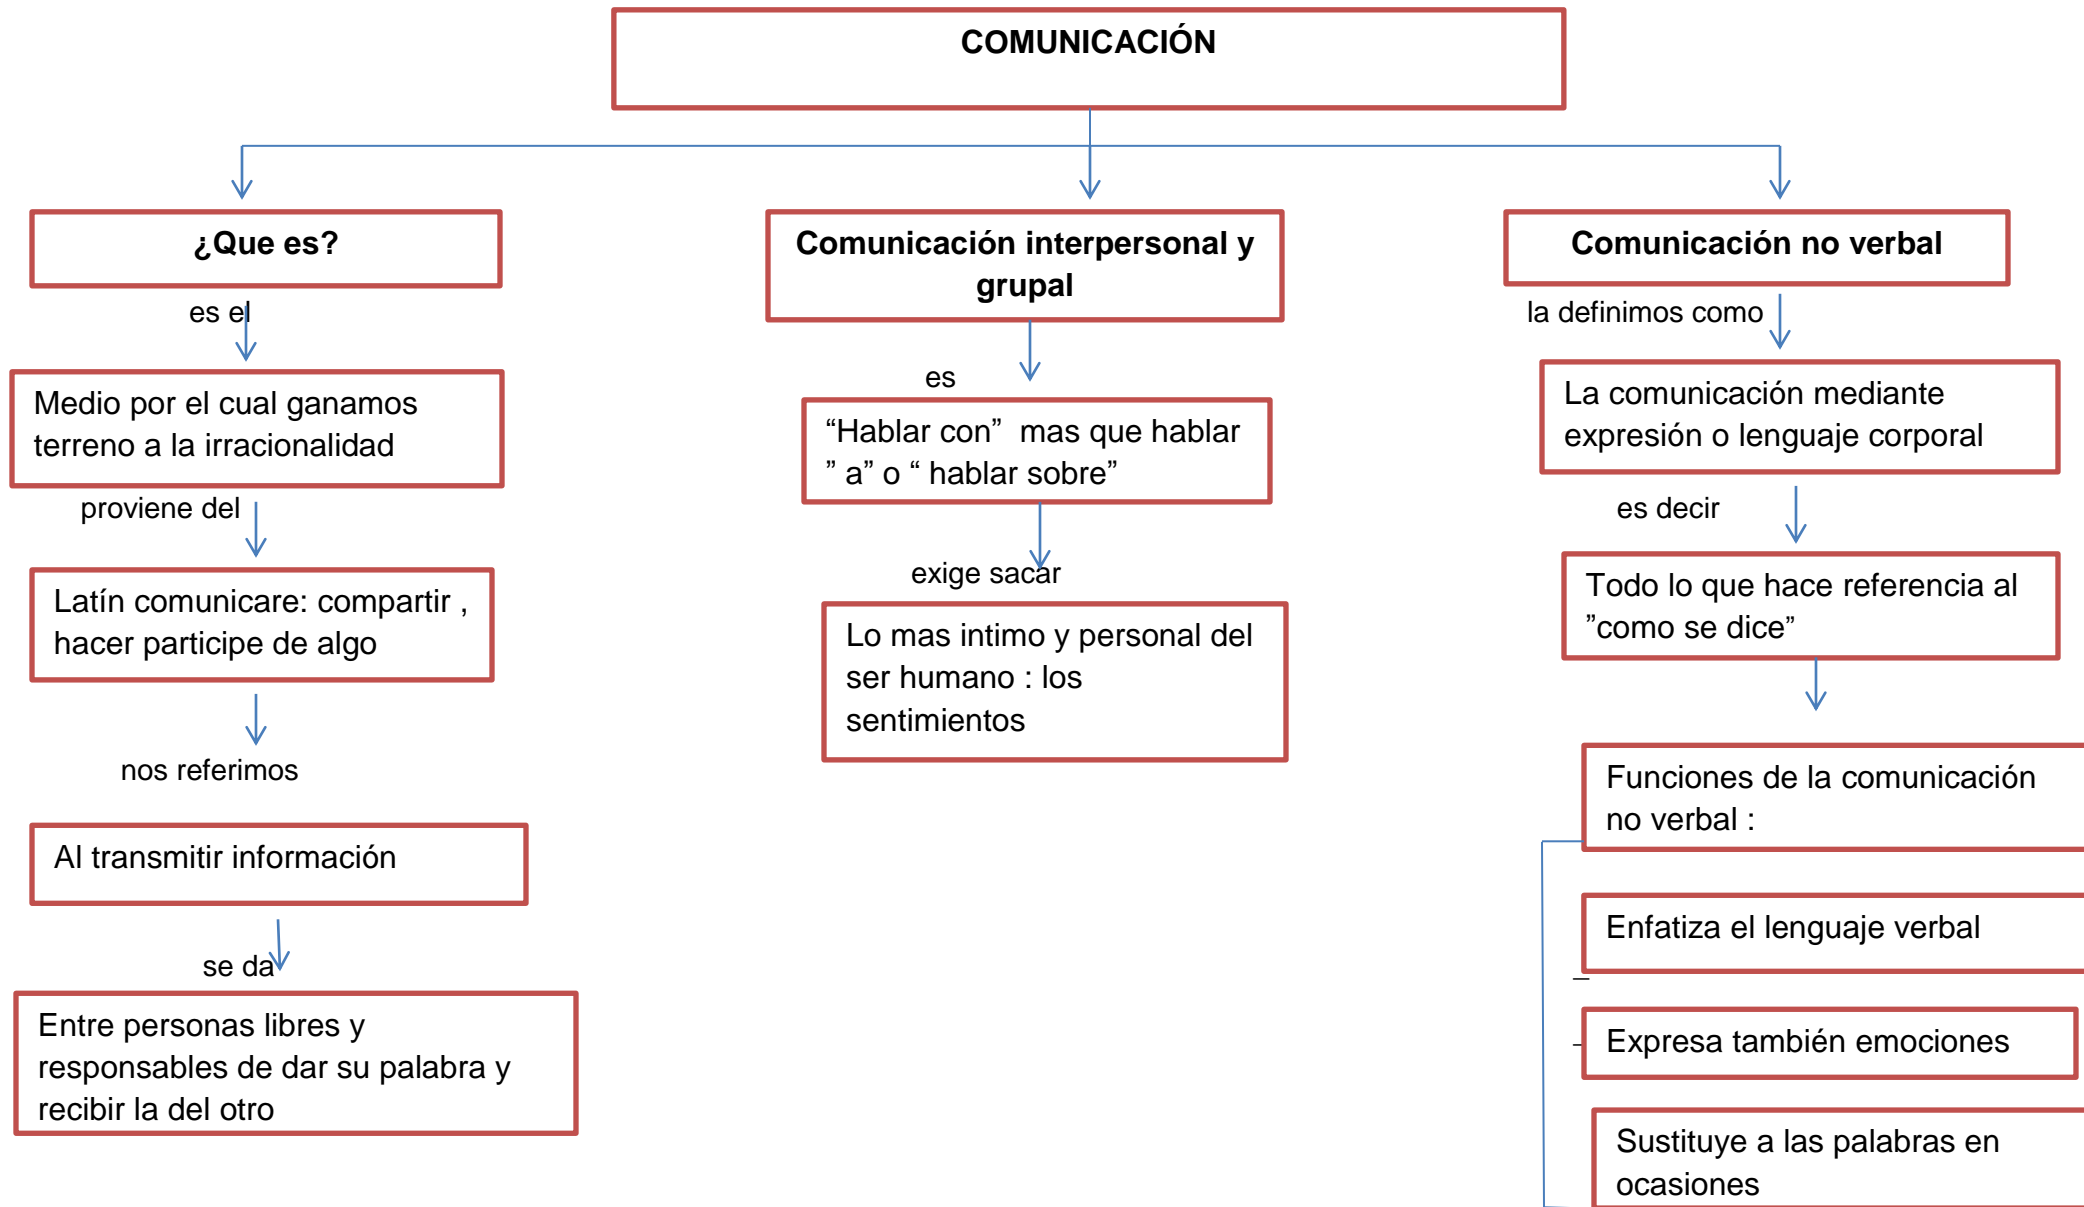 COMUNICACIÓN
¿Que es?
es el
Medio por el cual ganamos
terreno a la irracionalidad
proviene del
Latín comunicare: compartir ,
hacer participe de algo
nos referimos
Al transmitir información
se da
Entre personas libres y
responsables de dar su palabra y
recibir la del otro
Comunicación interpersonal y
grupal
es
“Hablar con”  mas que hablar
” a” o “ hablar sobre”
exige sacar
Lo mas intimo y personal del
ser humano : los
sentimientos
Comunicación no verbal
la definimos como
La comunicación mediante
expresión o lenguaje corporal
es decir
Todo lo que hace referencia al
”como se dice”
Funciones de la comunicación
no verbal :
Enfatiza el lenguaje verbal
Expresa también emociones
Sustituye a las palabras en
ocasiones